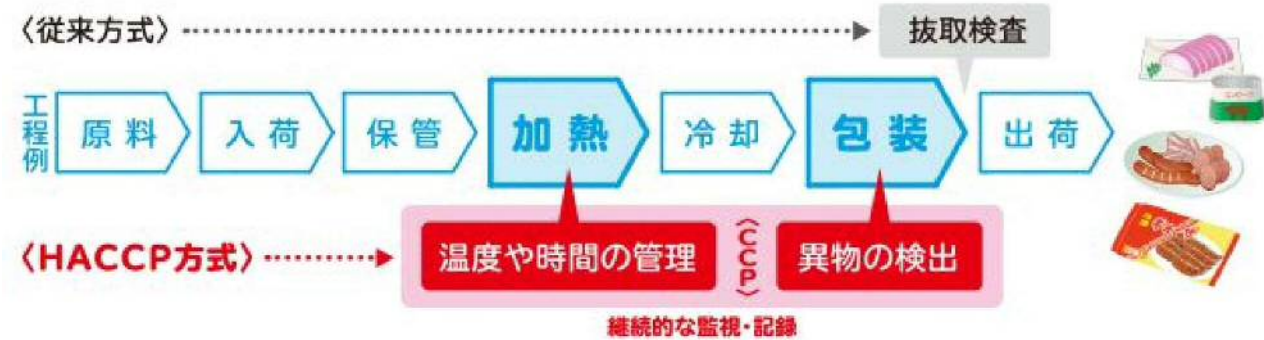 〈従来方式〉
抜取検査
工程例
原料
入荷
保管
加熱
冷却
包装
出荷
〈HACCP方式〉
温度や時間の管理
〈CCP〉
異物の検出
継続的な監視・記録